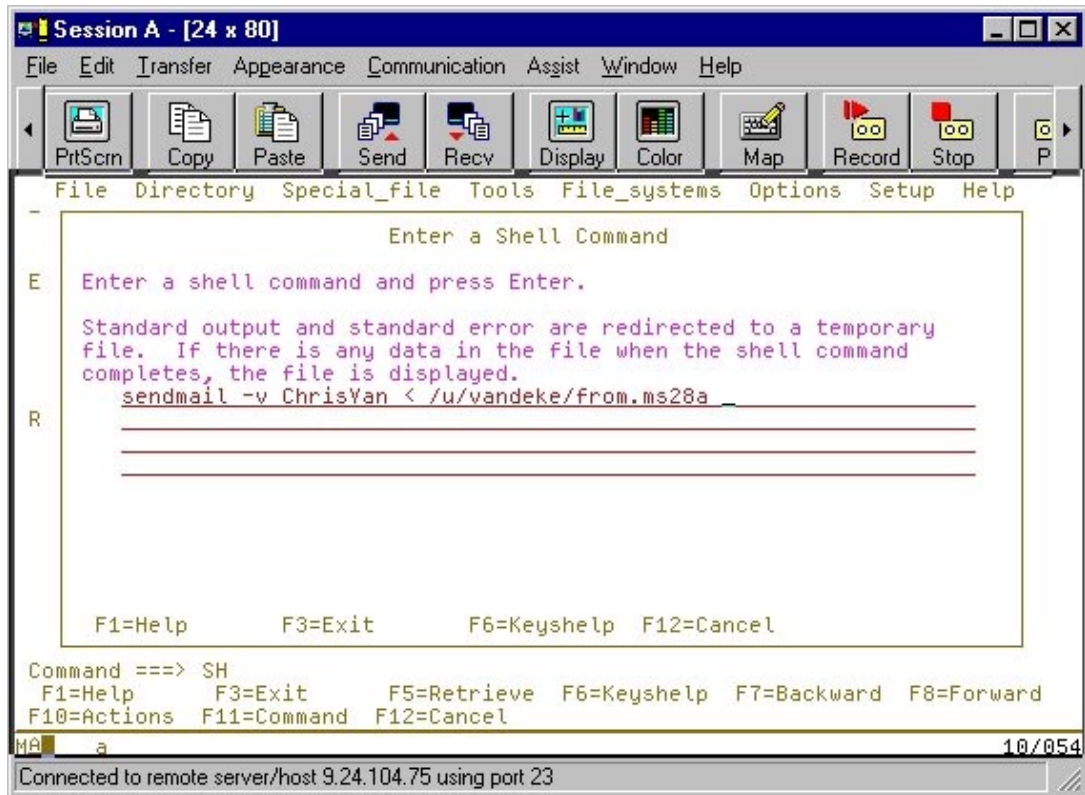 Session A - [24 x 80]
File Edit Transfer Appearance Communication Assist Window Help
PrtScrn Copy Paste Send Recv Display Color Map Record Stop P
File Directory Special_file Tools File_systems Options Setup Help
Enter a Shell Command
E Enter a shell command and press Enter.
Standard output and standard error are redirected to a temporary
file. If there is any data in the file when the shell command
completes, the file is displayed.
sendmail -v ChrisVan < /u/vandeke/from.ms28a _
R
F1=Help F3=Exit F6=Keyshelp F12=Cancel
Command ===> SH
F1=Help F3=Exit F5=Retrieve F6=Keyshelp F7=Backward F8=Forward
F10=Actions F11=Command F12=Cancel
MA a 10/054
Connected to remote server/host 9.24.104.75 using port 23